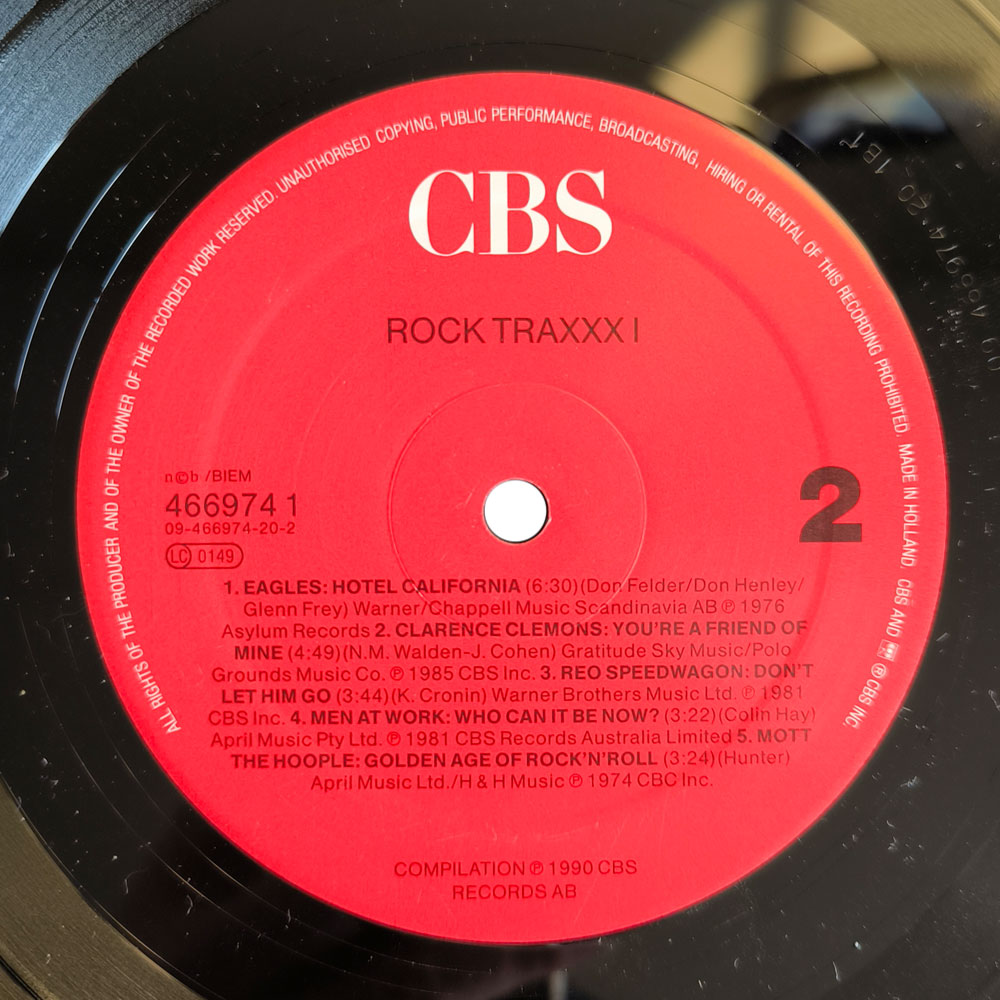 ALL RIGHTS OF THE PRODUCER AND OF THE OWNER OF THE RECORDED WORK RESERVED. UNAUTHORISED COPYING, PUBLIC PERFORMANCE, BROADCASTING, HIRING OR RENTAL OF THIS RECORDING PROHIBITED. MADE IN HOLLAND. CBS AND ℗ CBS INC.
CBS
ROCK TRAXXX I
n©b /BIEM
466974 1
09-466974-20-2
LC 0149
2
1. EAGLES: HOTEL CALIFORNIA (6:30)(Don Felder/Don Henley/
Glenn Frey) Warner/Chappell Music Scandinavia AB ℗ 1976
Asylum Records 2. CLARENCE CLEMONS: YOU'RE A FRIEND OF
MINE (4:49)(N.M. Walden-J. Cohen) Gratitude Sky Music/Polo
Grounds Music Co. ℗ 1985 CBS Inc. 3. REO SPEEDWAGON: DON'T
LET HIM GO (3:44)(K. Cronin) Warner Brothers Music Ltd. ℗ 1981
CBS Inc. 4. MEN AT WORK: WHO CAN IT BE NOW? (3:22)(Colin Hay)
April Music Pty Ltd. ℗ 1981 CBS Records Australia Limited 5. MOTT
THE HOOPLE: GOLDEN AGE OF ROCK'N'ROLL (3:24)(Hunter)
April Music Ltd./H & H Music ℗ 1974 CBC Inc.
COMPILATION ℗ 1990 CBS
RECORDS AB
466974 20 1B1